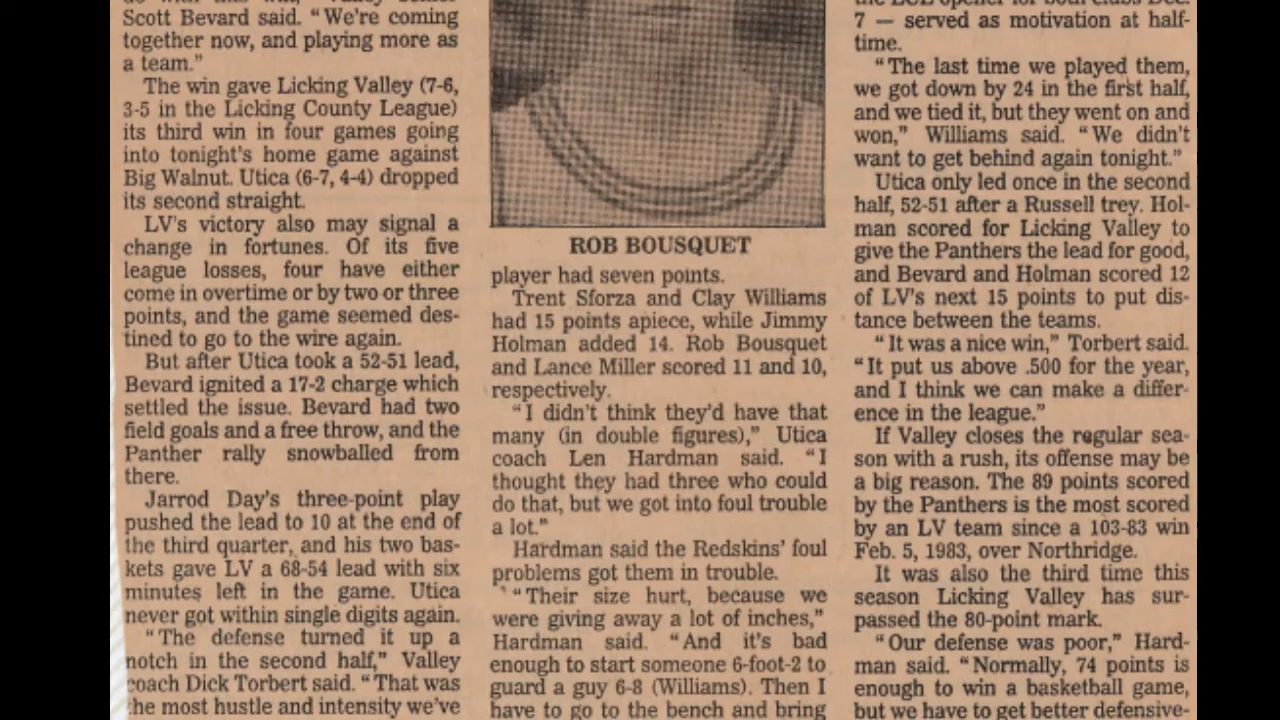 Scott Bevard said. "We're coming
together now, and playing more as
a team."
The win gave Licking Valley (7-6,
3-5 in the Licking County League)
its third win in four games going
into tonight's home game against
Big Walnut. Utica (6-7, 4-4) dropped
its second straight.
LV's victory also may signal a
change in fortunes. Of its five
league losses, four have either
come in overtime or by two or three
points, and the game seemed des-
tined to go to the wire again.
But after Utica took a 52-51 lead,
Bevard ignited a 17-2 charge which
settled the issue. Bevard had two
field goals and a free throw, and the
Panther rally snowballed from
there.
Jarrod Day's three-point play
pushed the lead to 10 at the end of
the third quarter, and his two bas-
kets gave LV a 68-54 lead with six
minutes left in the game. Utica
never got within single digits again.
"The defense turned it up a
notch in the second half," Valley
coach Dick Torbert said. "That was
the most hustle and intensity we've
ROB BOUSQUET
player had seven points.
Trent Sforza and Clay Williams
had 15 points apiece, while Jimmy
Holman added 14. Rob Bousquet
and Lance Miller scored 11 and 10,
respectively.
"I didn't think they'd have that
many (in double figures)," Utica
coach Len Hardman said. "I
thought they had three who could
do that, but we got into foul trouble
a lot."
Hardman said the Redskins' foul
problems got them in trouble.
"Their size hurt, because we
were giving away a lot of inches,"
Hardman said. "And it's bad
enough to start someone 6-foot-2 to
guard a guy 6-8 (Williams). Then I
have to go to the bench and bring
the LCL opener for both clubs Dec.
7 — served as motivation at half-
time.
"The last time we played them,
we got down by 24 in the first half,
and we tied it, but they went on and
won," Williams said. "We didn't
want to get behind again tonight."
Utica only led once in the second
half, 52-51 after a Russell trey. Hol-
man scored for Licking Valley to
give the Panthers the lead for good,
and Bevard and Holman scored 12
of LV's next 15 points to put dis-
tance between the teams.
"It was a nice win," Torbert said.
"It put us above .500 for the year,
and I think we can make a differ-
ence in the league."
If Valley closes the regular sea-
son with a rush, its offense may be
a big reason. The 89 points scored
by the Panthers is the most scored
by an LV team since a 103-83 win
Feb. 5, 1983, over Northridge.
It was also the third time this
season Licking Valley has sur-
passed the 80-point mark.
"Our defense was poor," Hard-
man said. "Normally, 74 points is
enough to win a basketball game,
but we have to get better defensive-